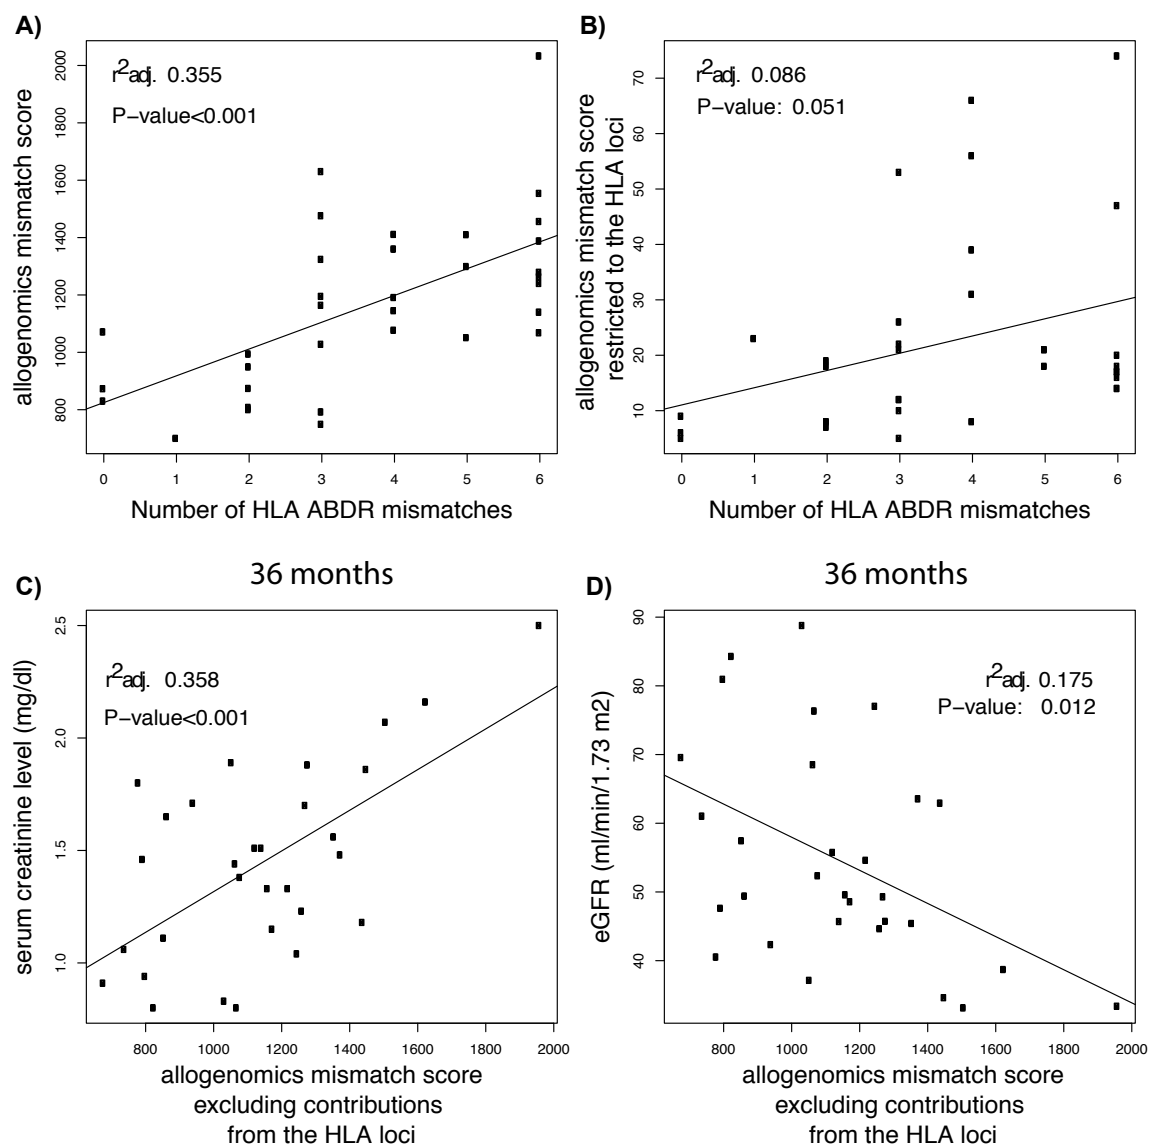 A)
r2adj. 0.355
P−value<0.001
allogenomics mismatch score
800 1000 1200 1400 1600 1800 2000
0 1 2 3 4 5 6
Number of HLA ABDR mismatches
B)
r2adj. 0.086
P−value: 0.051
allogenomics mismatch score
restricted to the HLA loci
10 20 30 40 50 60 70
0 1 2 3 4 5 6
Number of HLA ABDR mismatches
C)
36 months
r2adj. 0.358
P−value<0.001
serum creatinine level (mg/dl)
1.0 1.5 2.0 2.5
800 1000 1200 1400 1600 1800 2000
allogenomics mismatch score
excluding contributions
from the HLA loci
D)
36 months
r2adj. 0.175
P−value: 0.012
eGFR (ml/min/1.73 m2)
40 50 60 70 80 90
800 1000 1200 1400 1600 1800 2000
allogenomics mismatch score
excluding contributions
from the HLA loci